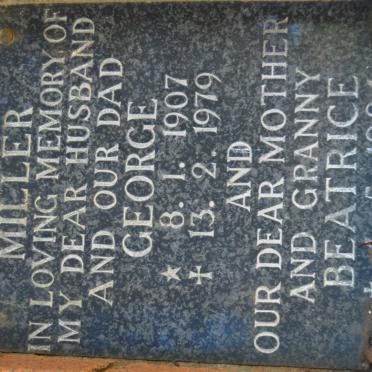 MILLER
IN LOVING MEMORY OF
MY DEAR HUSBAND
AND OUR DAD
GEORGE
★ 8. 1. 1907
✝ 13. 2. 1979
AND
OUR DEAR MOTHER
AND GRANNY
BEATRICE